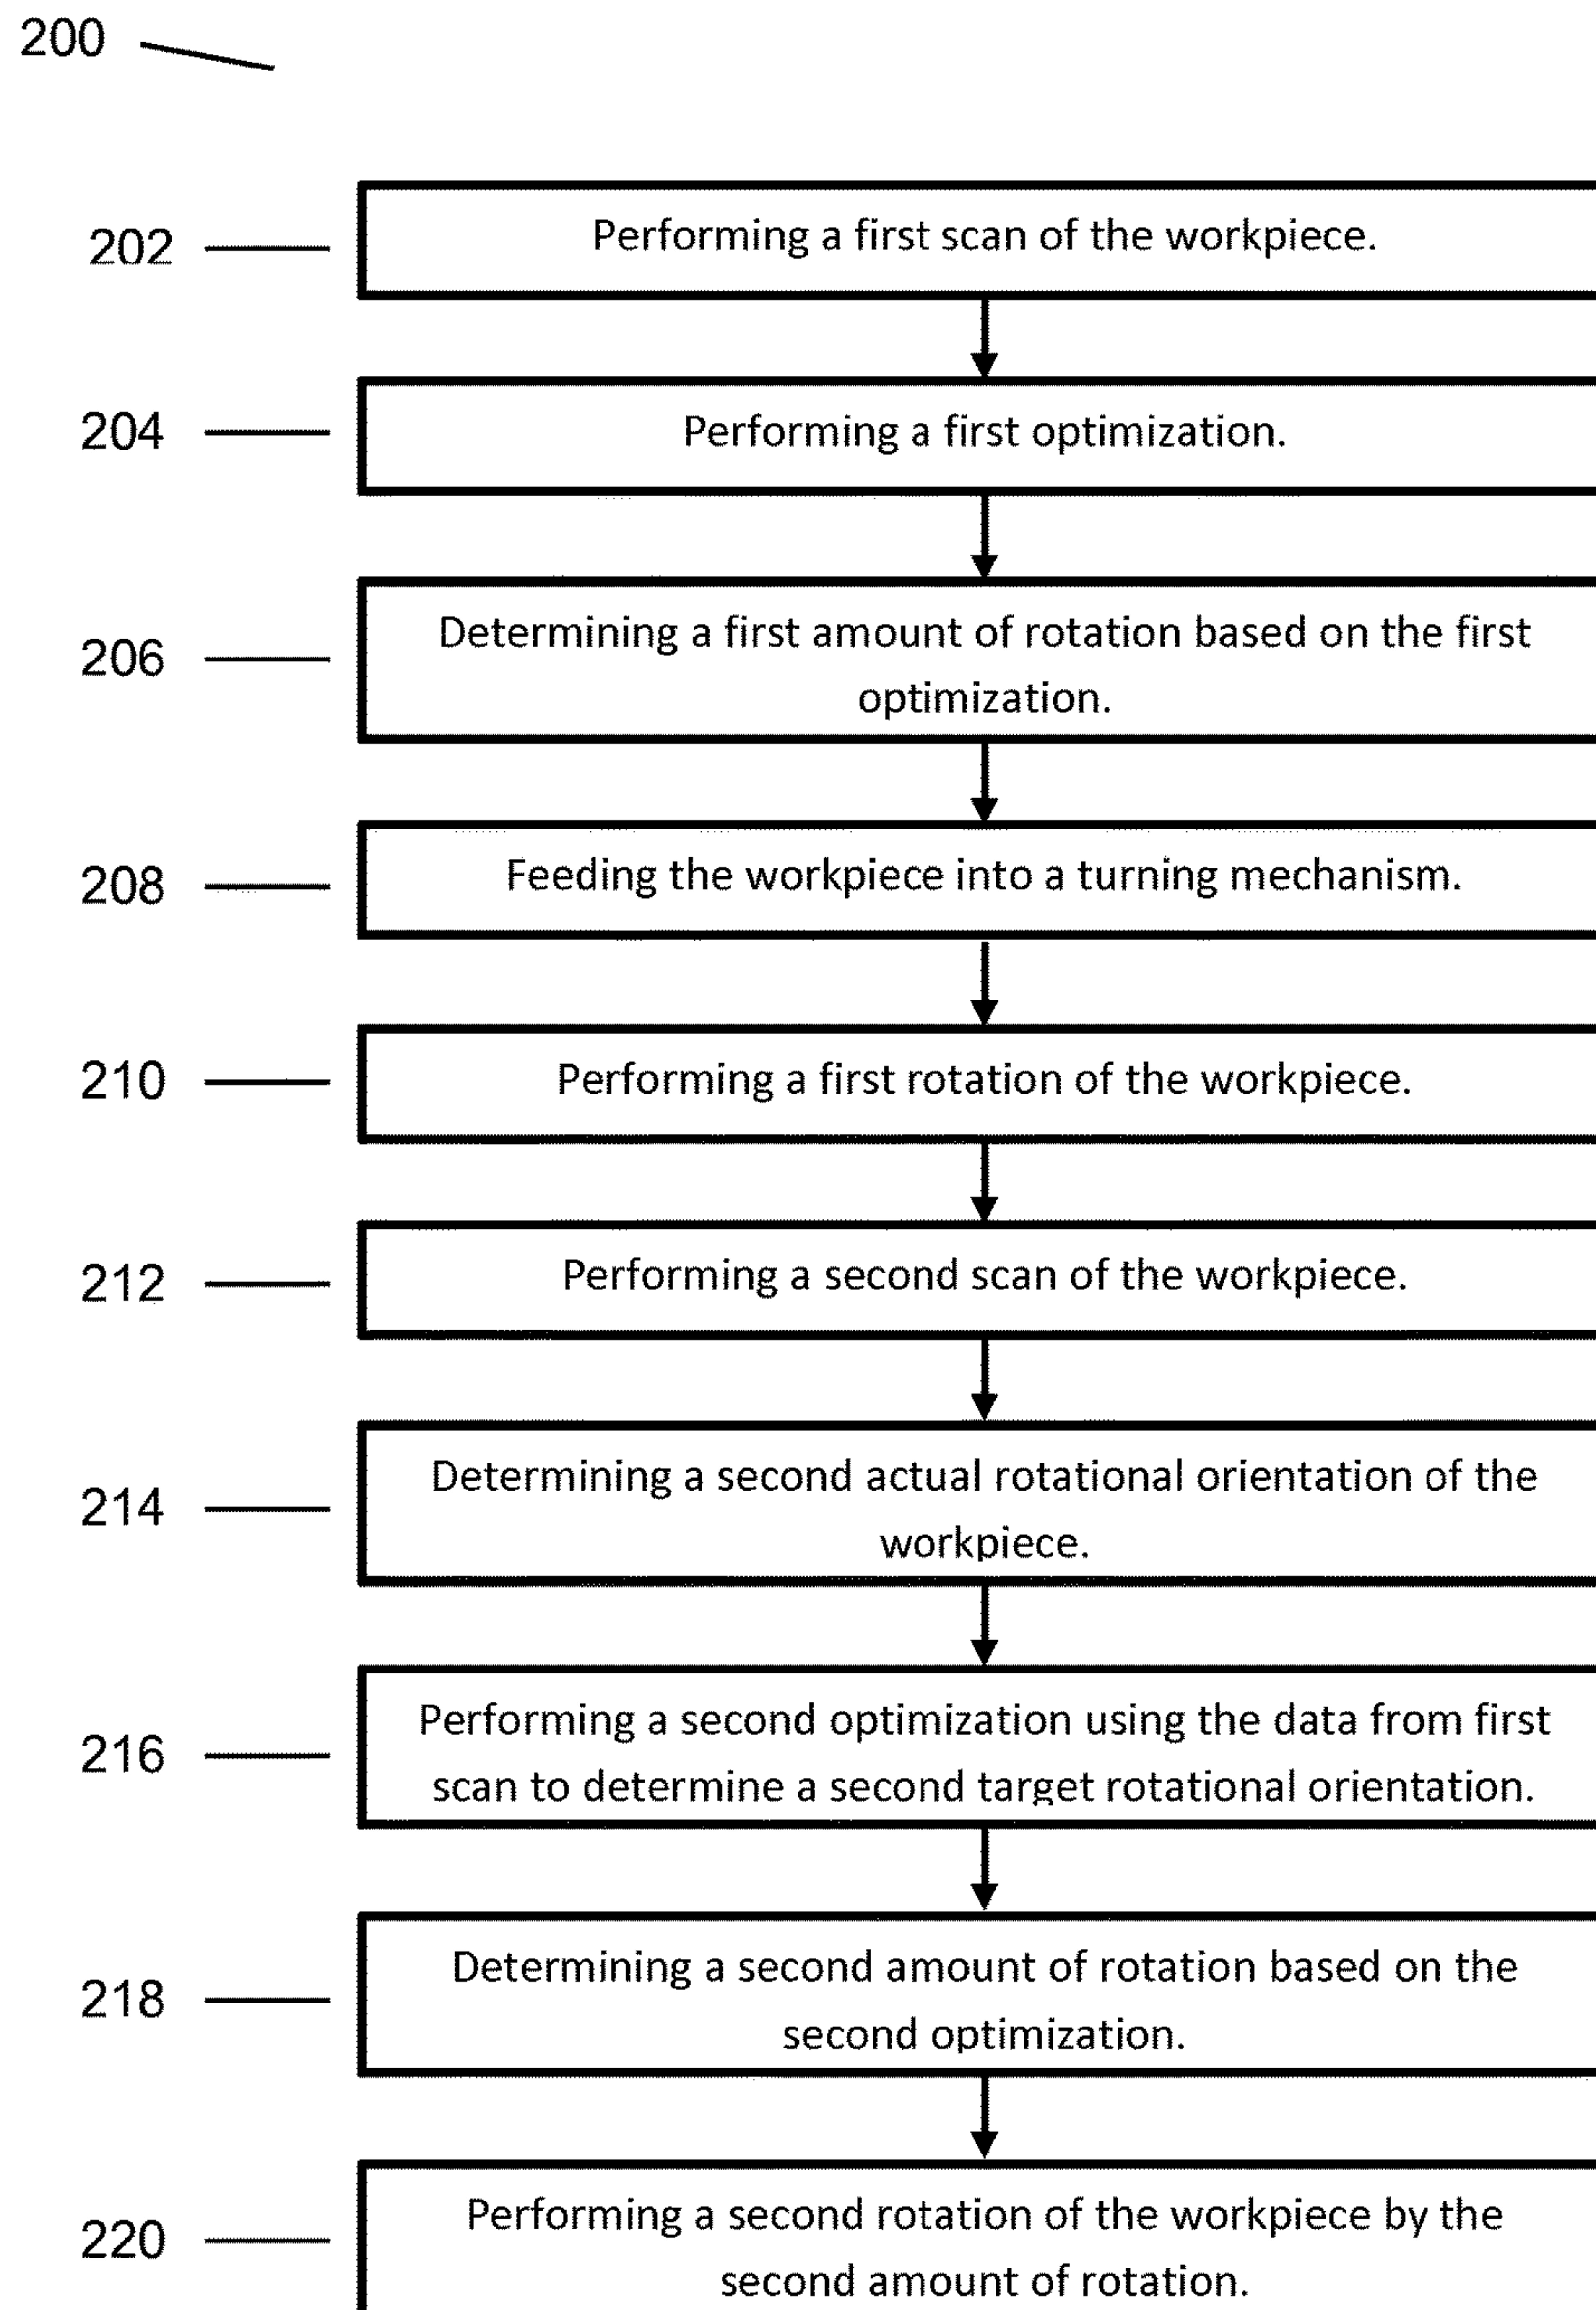 200
202
Performing a first scan of the workpiece.
204
Performing a first optimization.
206
Determining a first amount of rotation based on the first
optimization.
208
Feeding the workpiece into a turning mechanism.
210
Performing a first rotation of the workpiece.
212
Performing a second scan of the workpiece.
214
Determining a second actual rotational orientation of the
workpiece.
216
Performing a second optimization using the data from first
scan to determine a second target rotational orientation.
218
Determining a second amount of rotation based on the
second optimization.
220
Performing a second rotation of the workpiece by the
second amount of rotation.